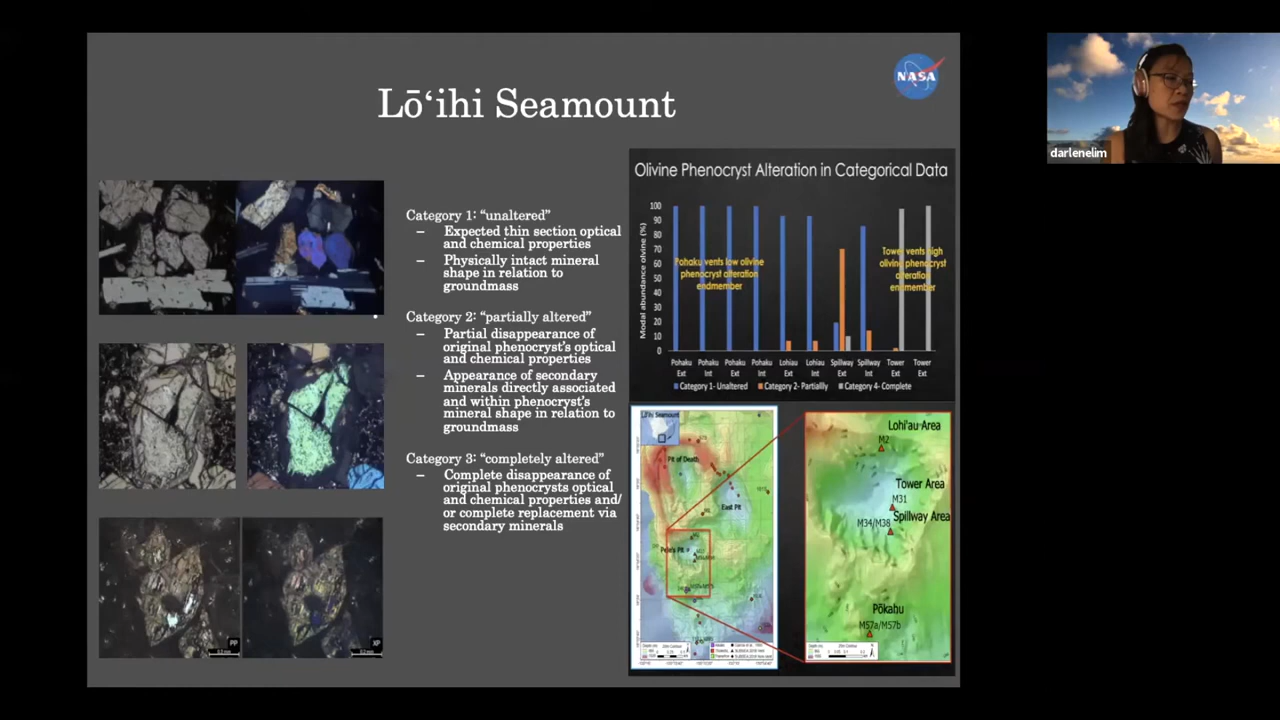 NASA
Lō‘ihi Seamount
darlenelim
Category 1: “unaltered”
– Expected thin section optical
and chemical properties
– Physically intact mineral
shape in relation to
groundmass
Category 2: “partially altered”
– Partial disappearance of
original phenocryst’s optical
and chemical properties
– Appearance of secondary
minerals directly associated
and within phenocryst’s
mineral shape in relation to
groundmass
Category 3: “completely altered”
– Complete disappearance of
original phenocrysts optical
and chemical properties and/
or complete replacement via
secondary minerals
PP
XP
Olivine Phenocryst Alteration in Categorical Data
Modal abundance olvine (%)
100
90
80
70
60
50
40
30
20
10
0
Pohaku vents low olivine
phenocryst alteration
endmember
Tower vents high
olivine phenocryst
alteration
endmember
Pohaku Ext
Pohaku Int
Pohaku Ext
Pohaku Int
Lohiau Ext
Lohiau Int
Spillway Ext
Spillway Int
Tower Ext
Tower Ext
Category 1- Unaltered
Category 2- Partiallly
Category 4- Complete
Lō‘ihi Seamount
Pit of Death
East Pit
Pele's Pit
Lohi‘au Area
M2
Tower Area
M31
M34/M38
Spillway Area
Pōkahu
M57a/M57b